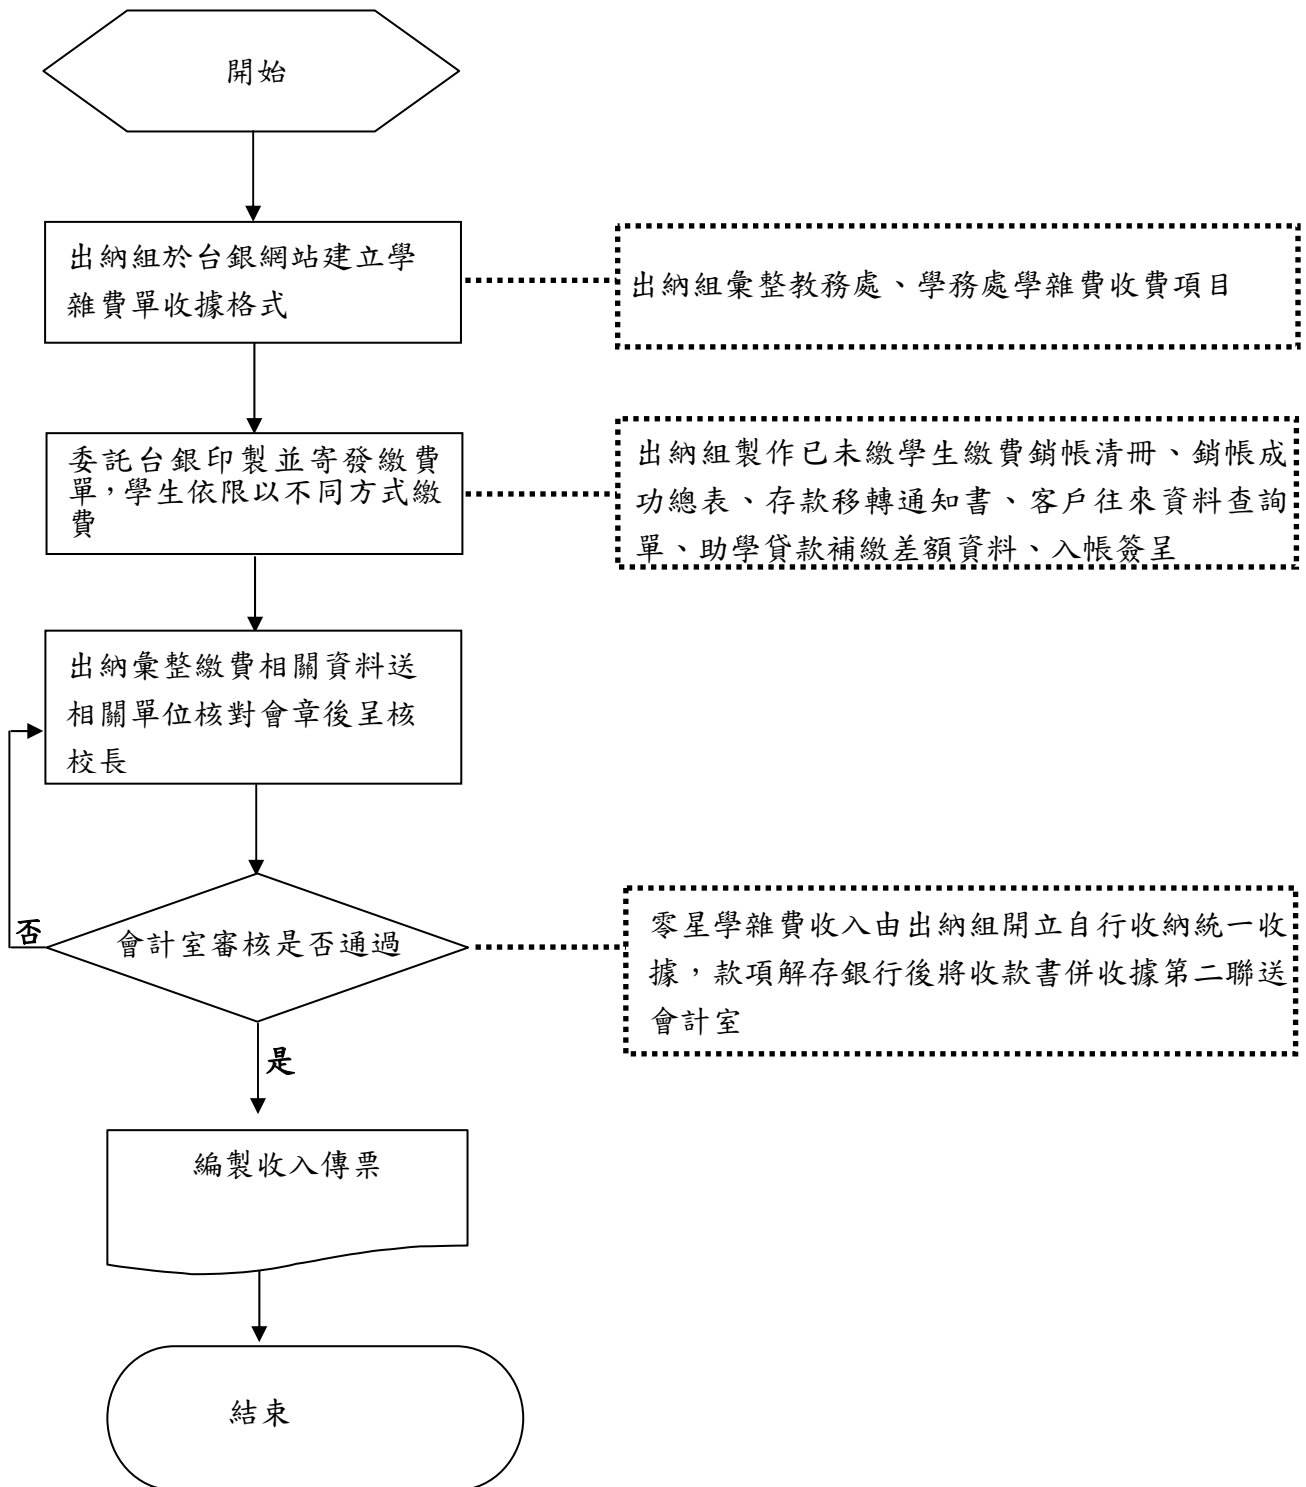 開始
出納組於台銀網站建立學
雜費單收據格式
出納組彙整教務處、學務處學雜費收費項目
委託台銀印製並寄發繳費
單，學生依限以不同方式繳
費
出納組製作已未繳學生繳費銷帳清冊、銷帳成
功總表、存款移轉通知書、客戶往來資料查詢
單、助學貸款補繳差額資料、入帳簽呈
出納彙整繳費相關資料送
相關單位核對會章後呈核
校長
否
會計室審核是否通過
零星學雜費收入由出納組開立自行收納統一收
據，款項解存銀行後將收款書併收據第二聯送
會計室
是
編製收入傳票
結束